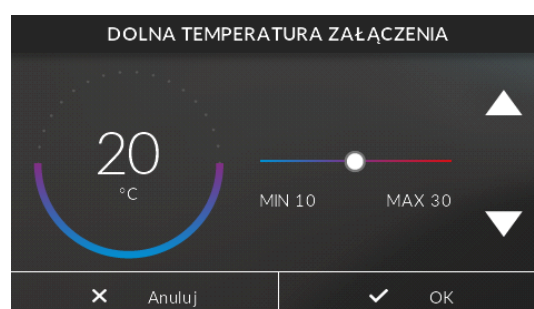 DOLNA TEMPERATURA ZAŁĄCZENIA
20
°C
MIN 10 MAX 30
Anuluj OK